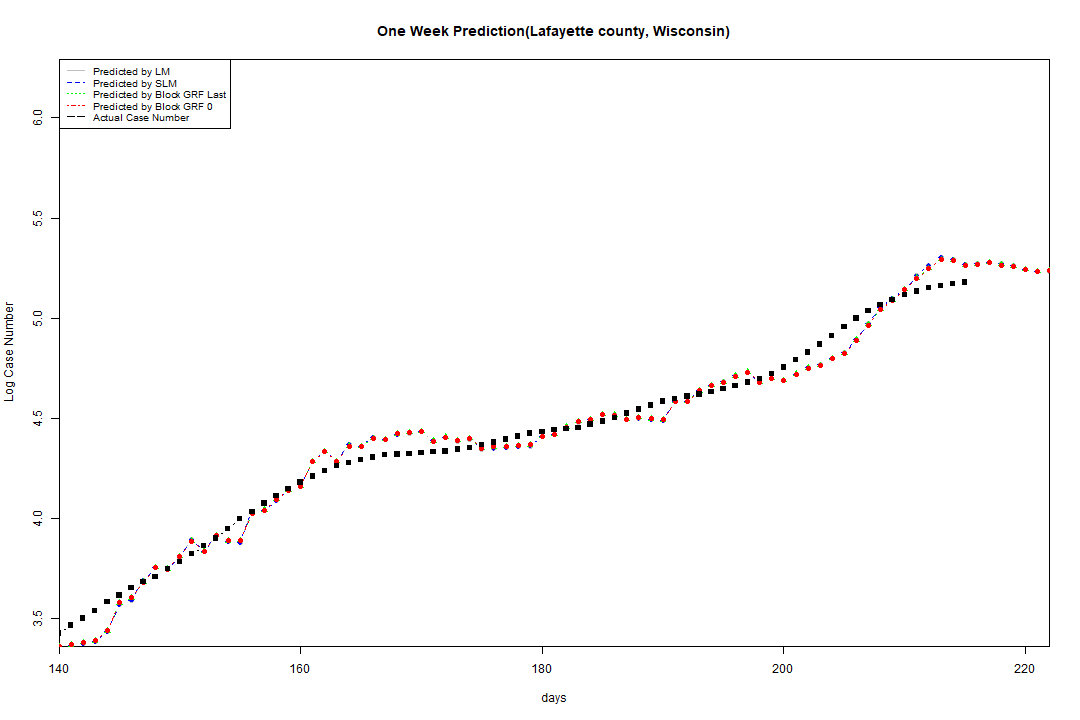 One Week Prediction(Lafayette county, Wisconsin)
Predicted by LM
Predicted by SLM
Predicted by Block GRF Last
Predicted by Block GRF 0
Actual Case Number
6.0
5.5
5.0
4.5
4.0
3.5
Log Case Number
140 160 180 200 220
days